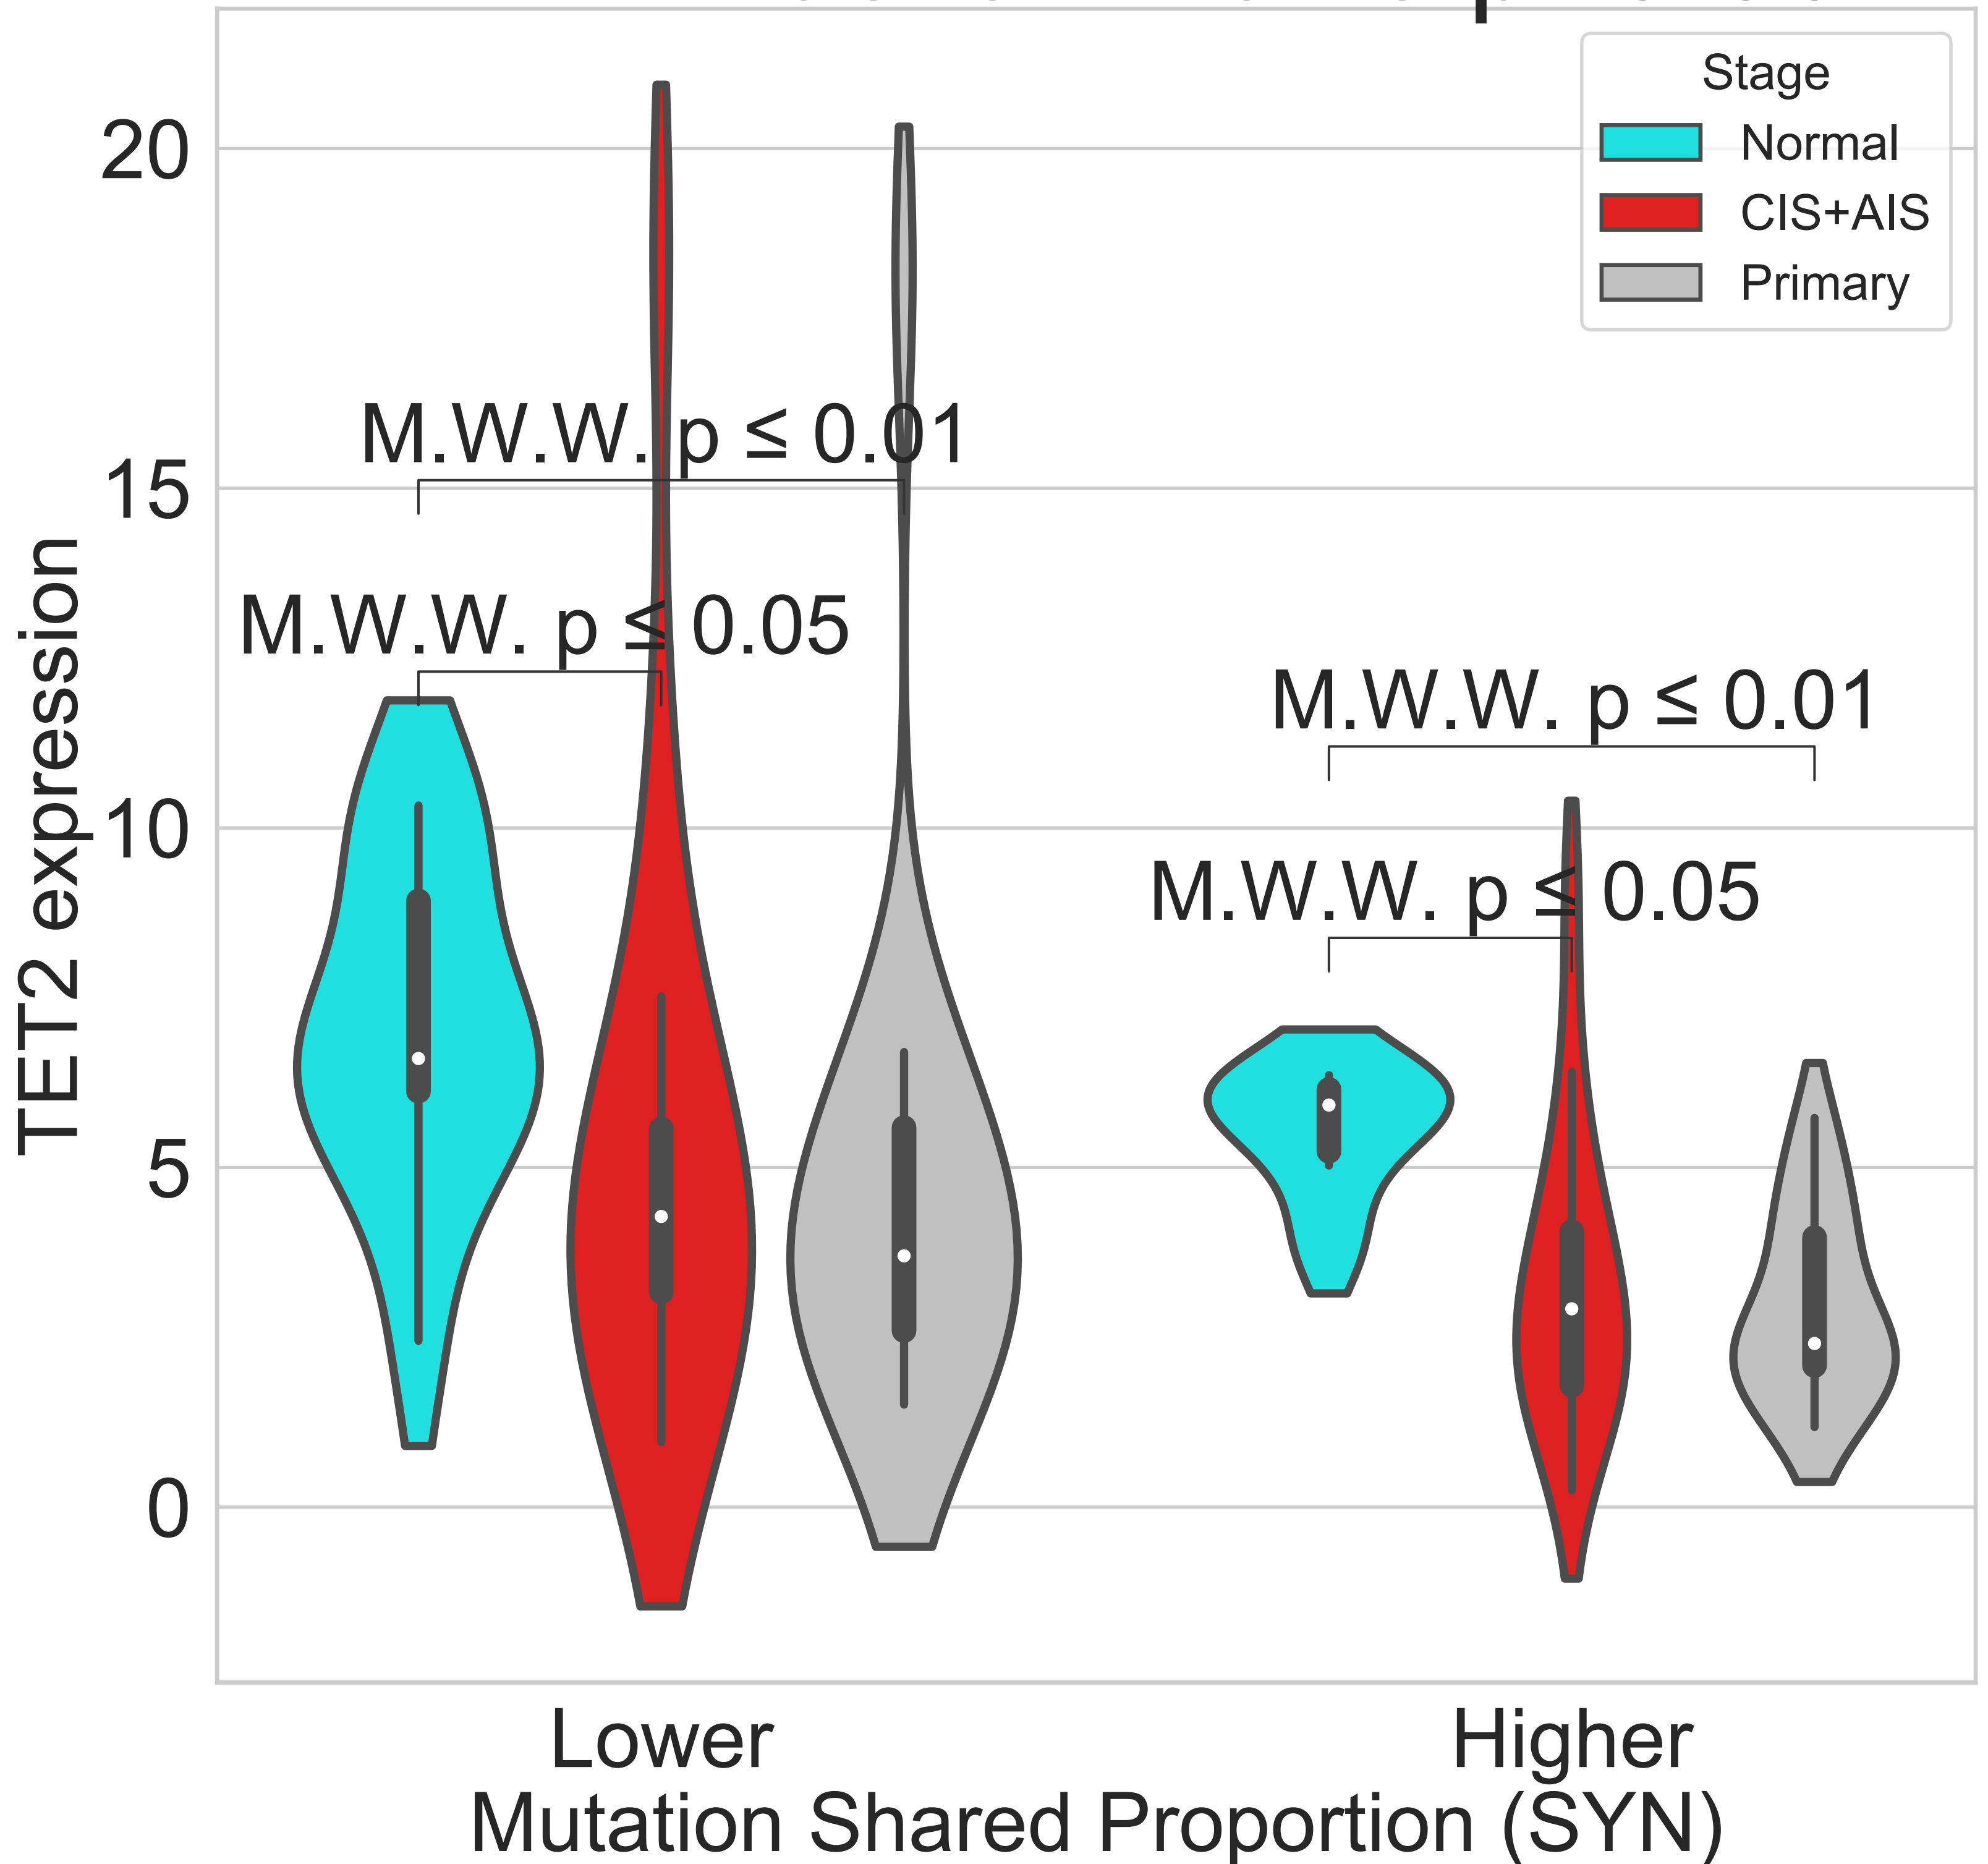 Stage
Normal
CIS+AIS
Primary
20
15
10
5
0
TET2 expression
M.W.W. p ≤ 0.01
M.W.W. p ≤ 0.05
M.W.W. p ≤ 0.01
M.W.W. p ≤ 0.05
Lower
Higher
Mutation Shared Proportion (SYN)